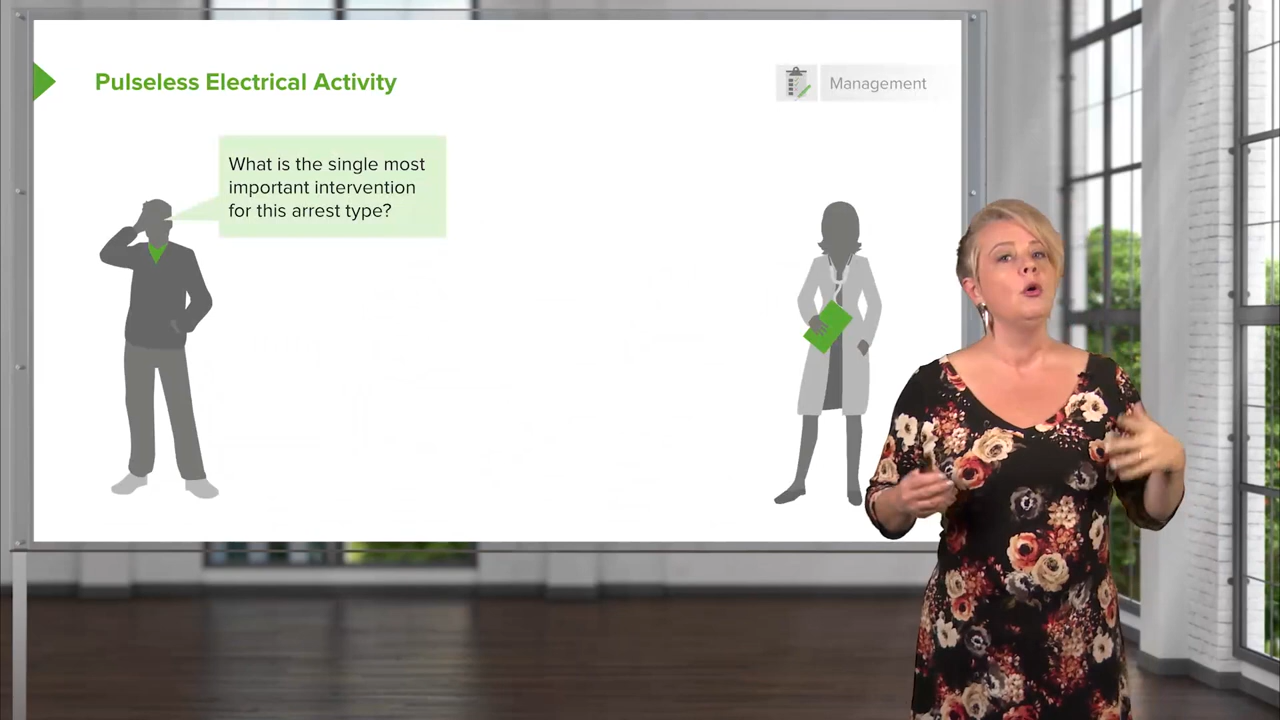 Pulseless Electrical Activity
Management
What is the single most
important intervention
for this arrest type?